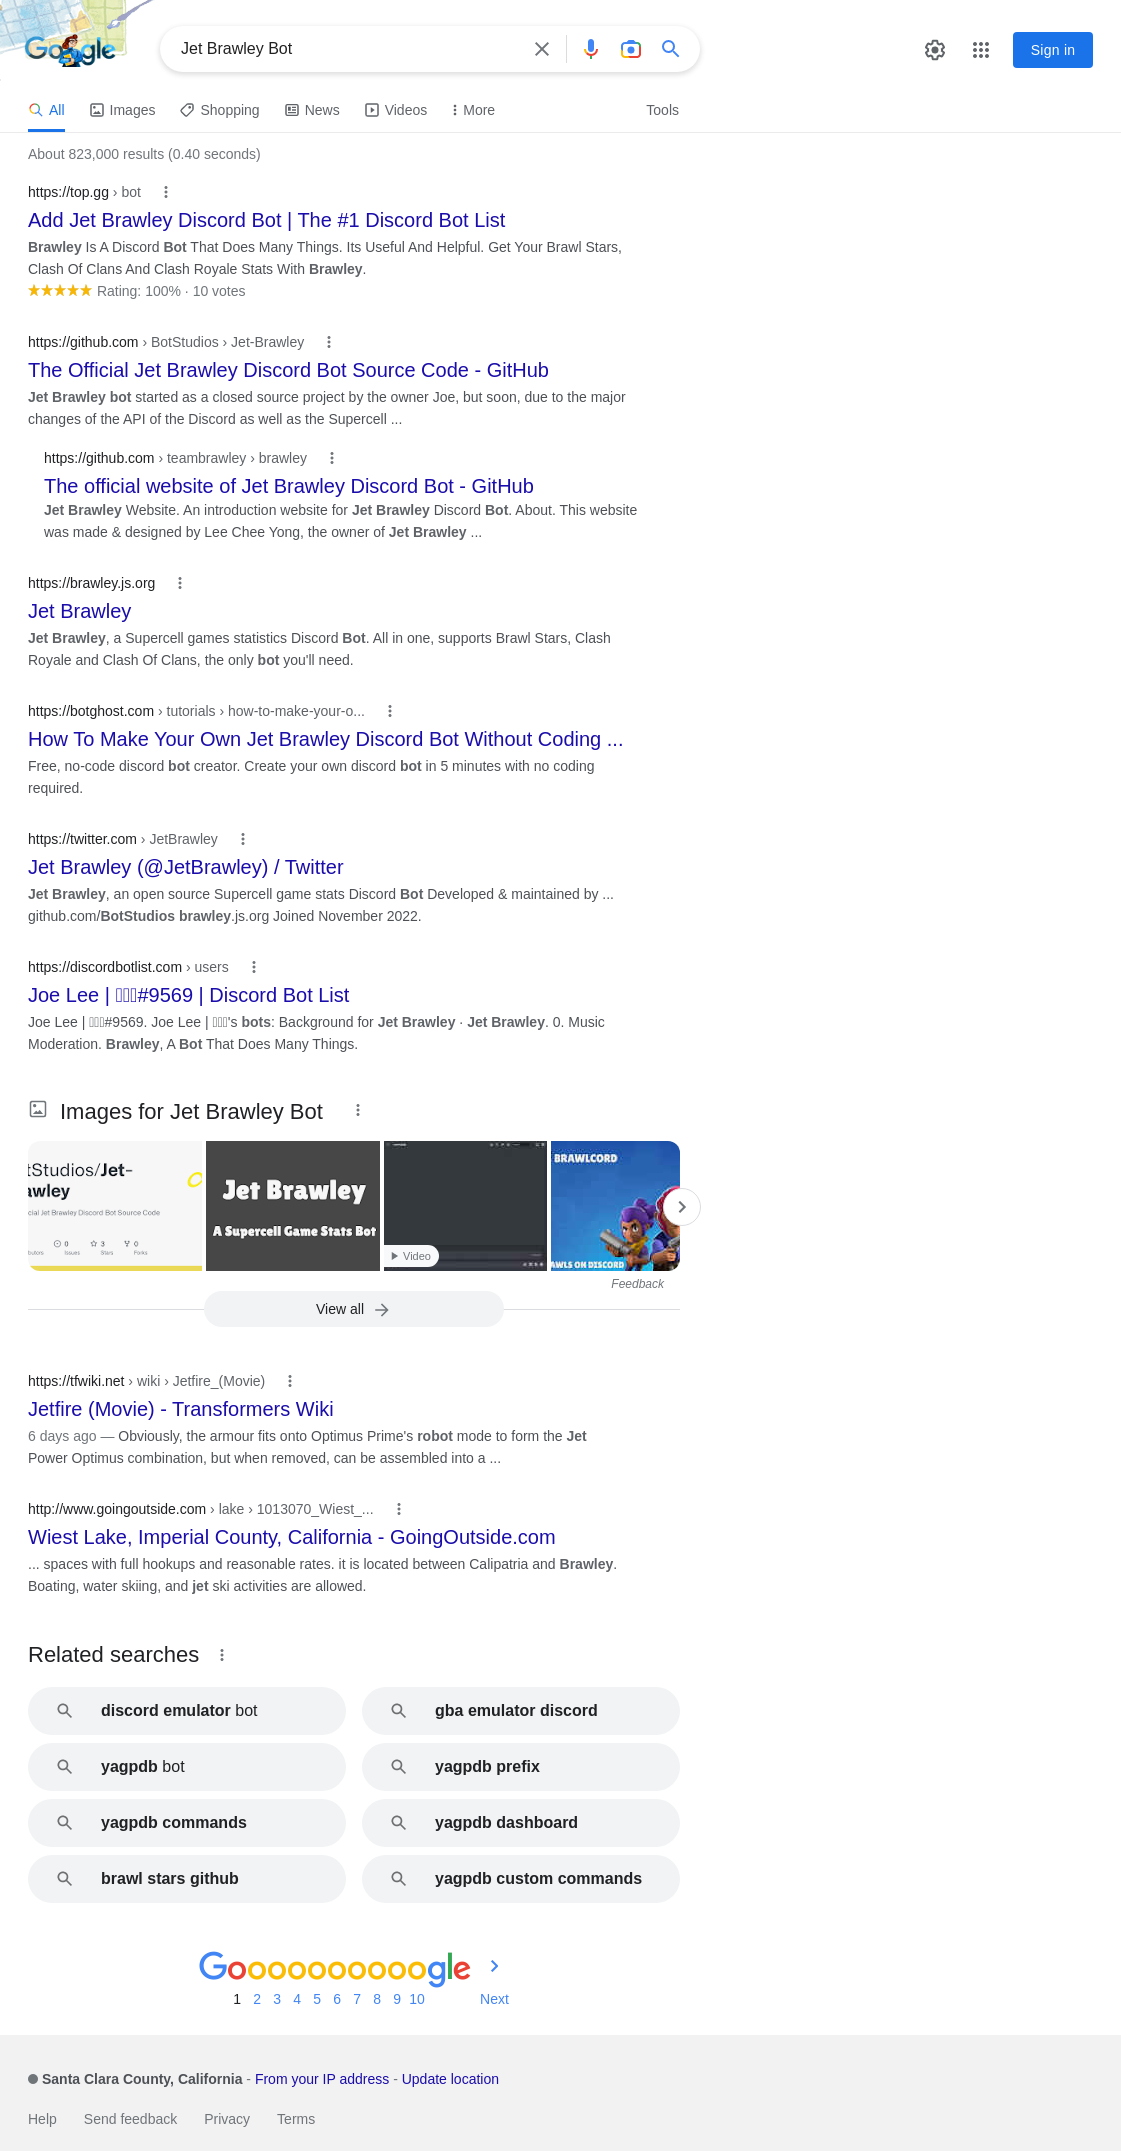 Google
Jet Brawley Bot
Sign in
All
Images
Shopping
News
Videos
More
Tools
About 823,000 results (0.40 seconds)
https://top.gg › bot
Add Jet Brawley Discord Bot | The #1 Discord Bot List
Brawley Is A Discord Bot That Does Many Things. Its Useful And Helpful. Get Your Brawl Stars,
Clash Of Clans And Clash Royale Stats With Brawley.
Rating: 100% · 10 votes
https://github.com › BotStudios › Jet-Brawley
The Official Jet Brawley Discord Bot Source Code - GitHub
Jet Brawley bot started as a closed source project by the owner Joe, but soon, due to the major
changes of the API of the Discord as well as the Supercell ...
https://github.com › teambrawley › brawley
The official website of Jet Brawley Discord Bot - GitHub
Jet Brawley Website. An introduction website for Jet Brawley Discord Bot. About. This website
was made & designed by Lee Chee Yong, the owner of Jet Brawley ...
https://brawley.js.org
Jet Brawley
Jet Brawley, a Supercell games statistics Discord Bot. All in one, supports Brawl Stars, Clash
Royale and Clash Of Clans, the only bot you'll need.
https://botghost.com › tutorials › how-to-make-your-o...
How To Make Your Own Jet Brawley Discord Bot Without Coding ...
Free, no-code discord bot creator. Create your own discord bot in 5 minutes with no coding
required.
https://twitter.com › JetBrawley
Jet Brawley (@JetBrawley) / Twitter
Jet Brawley, an open source Supercell game stats Discord Bot Developed & maintained by ...
github.com/BotStudios brawley.js.org Joined November 2022.
https://discordbotlist.com › users
Joe Lee | #9569 | Discord Bot List
Joe Lee | #9569. Joe Lee | 's bots: Background for Jet Brawley · Jet Brawley. 0. Music
Moderation. Brawley, A Bot That Does Many Things.
Images for Jet Brawley Bot
tStudios/Jet-
awley
cial Jet Brawley Discord Bot Source Code
0 3 0
Issues Stars Forks
Jet Brawley
A Supercell Game Stats Bot
Video
BRAWLCORD
AWLS ON DISCORD
Feedback
View all
https://tfwiki.net › wiki › Jetfire_(Movie)
Jetfire (Movie) - Transformers Wiki
6 days ago — Obviously, the armour fits onto Optimus Prime's robot mode to form the Jet
Power Optimus combination, but when removed, can be assembled into a ...
http://www.goingoutside.com › lake › 1013070_Wiest_...
Wiest Lake, Imperial County, California - GoingOutside.com
... spaces with full hookups and reasonable rates. it is located between Calipatria and Brawley.
Boating, water skiing, and jet ski activities are allowed.
Related searches
discord emulator bot
gba emulator discord
yagpdb bot
yagpdb prefix
yagpdb commands
yagpdb dashboard
brawl stars github
yagpdb custom commands
Goooooooooogle
1 2 3 4 5 6 7 8 9 10 Next
Santa Clara County, California - From your IP address - Update location
Help Send feedback Privacy Terms